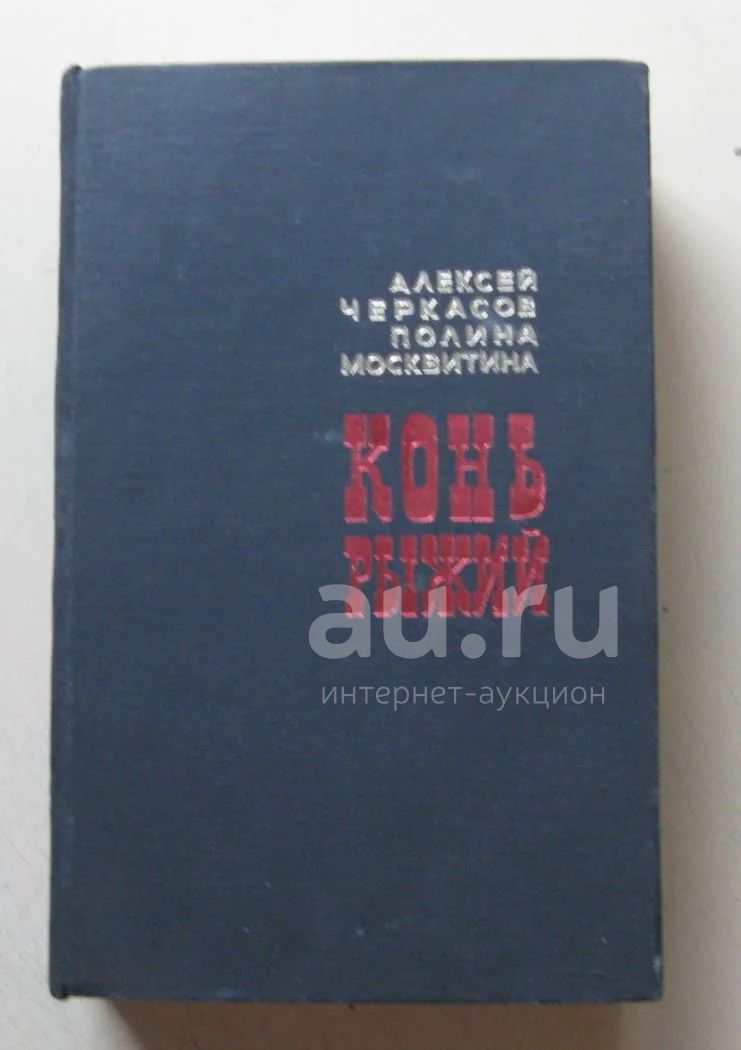 АЛЕКСЕЙ
ЧЕРКАСОВ
ПОЛИНА
МОСКВИТИНА
КОНЬ
РЫЖИЙ
au.ru
интернет-аукцион